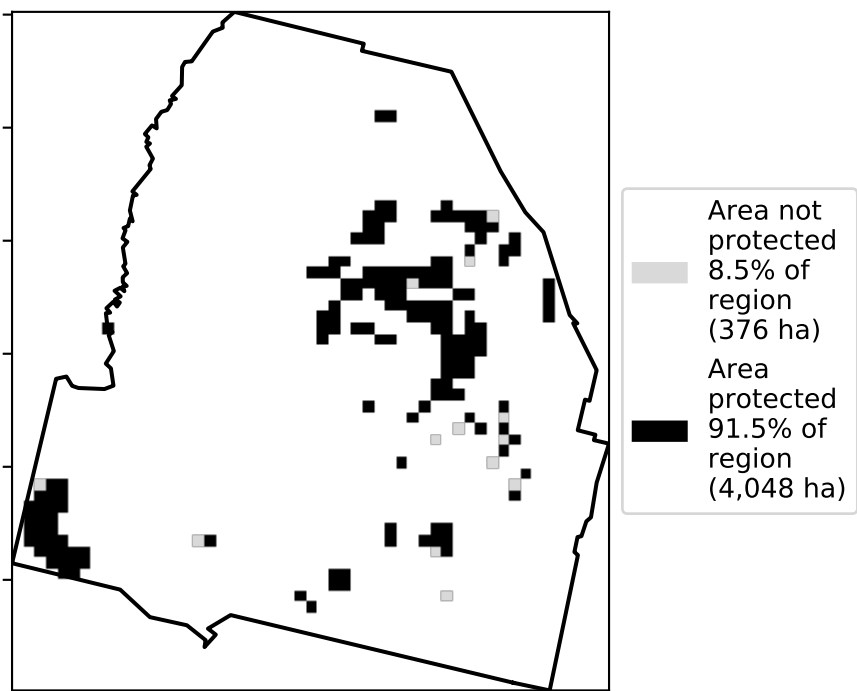 Area not
protected
8.5% of
region
(376 ha)
Area
protected
91.5% of
region
(4,048 ha)